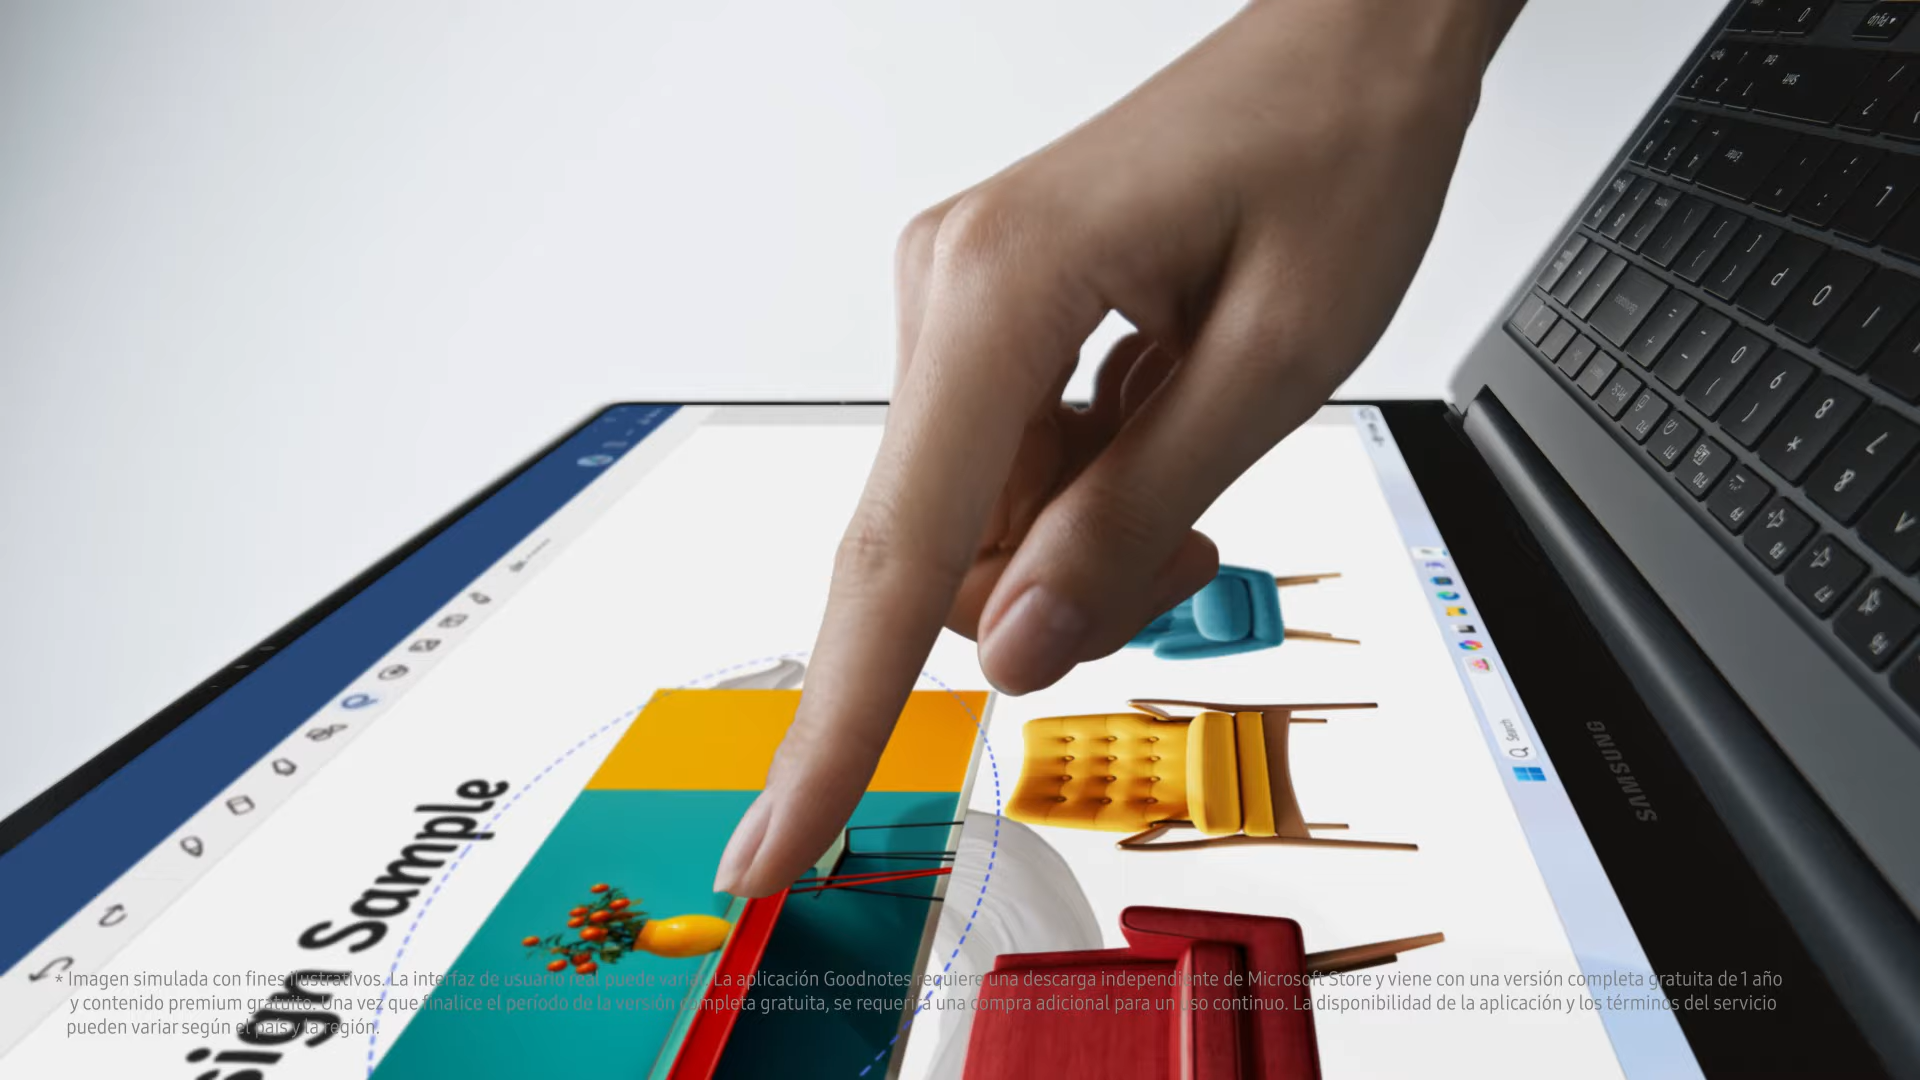 sign Sample
Search
SAMSUNG
* Imagen simulada con fines ilustrativos. La interfaz de usuario real puede variar. La aplicación Goodnotes requiere una descarga independiente de Microsoft Store y viene con una versión completa gratuita de 1 año
y contenido premium gratuito. Una vez que finalice el período de la versión completa gratuita, se requerirá una compra adicional para un uso continuo. La disponibilidad de la aplicación y los términos del servicio
pueden variar según el país y la región.